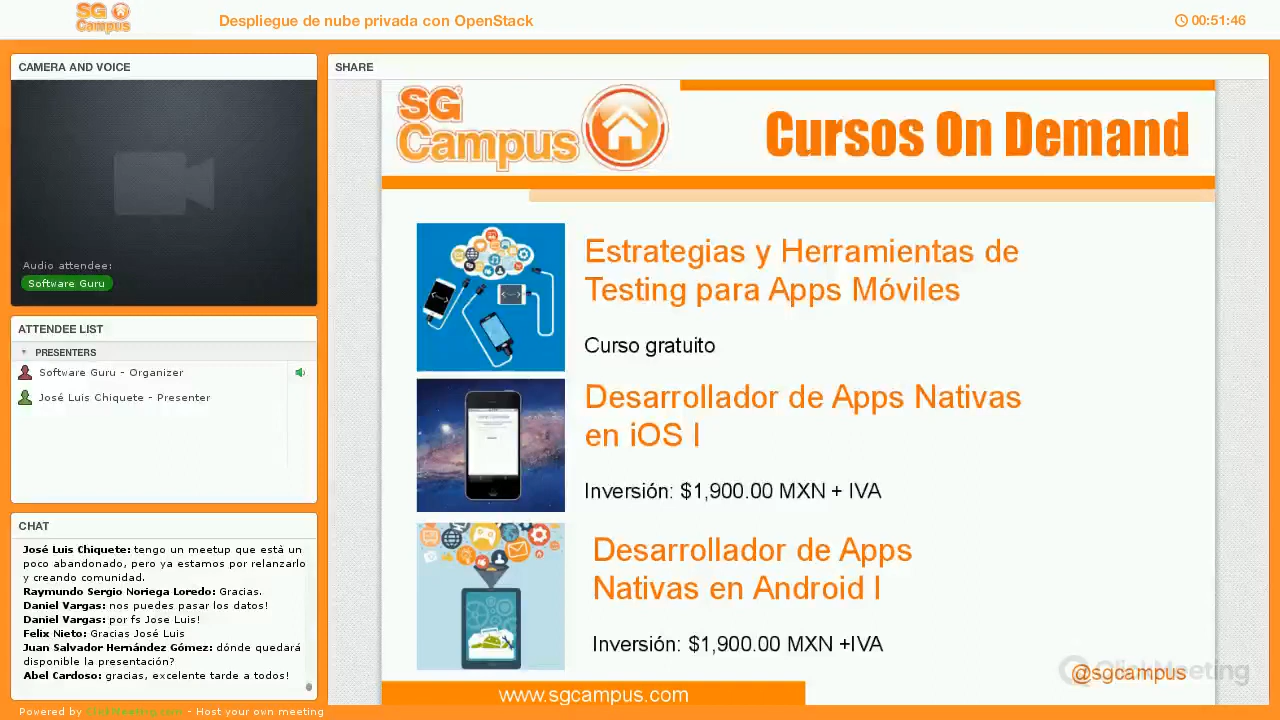 SG
Campus
Despliegue de nube privada con OpenStack
00:51:46
CAMERA AND VOICE
Audio attendee:
Software Guru
ATTENDEE LIST
PRESENTERS
Software Guru - Organizer
José Luis Chiquete - Presenter
CHAT
José Luis Chiquete: tengo un meetup que está un
poco abandonado, pero ya estamos por relanzarlo
y creando comunidad.
Raymundo Sergio Noriega Loredo: Gracias.
Daniel Vargas: nos puedes pasar los datos!
Daniel Vargas: por fs Jose Luis!
Felix Nieto: Gracias José Luis
Juan Salvador Hernández Gómez: dónde quedará
disponible la presentación?
Abel Cardoso: gracias, excelente tarde a todos!
Powered by ClickMeeting.com - Host your own meeting
SHARE
SG
Campus
Cursos On Demand
Estrategias y Herramientas de
Testing para Apps Móviles
Curso gratuito
Desarrollador de Apps Nativas
en iOS I
Inversión: $1,900.00 MXN + IVA
Desarrollador de Apps
Nativas en Android I
Inversión: $1,900.00 MXN +IVA
www.sgcampus.com
@sgcampus
ClickMeeting